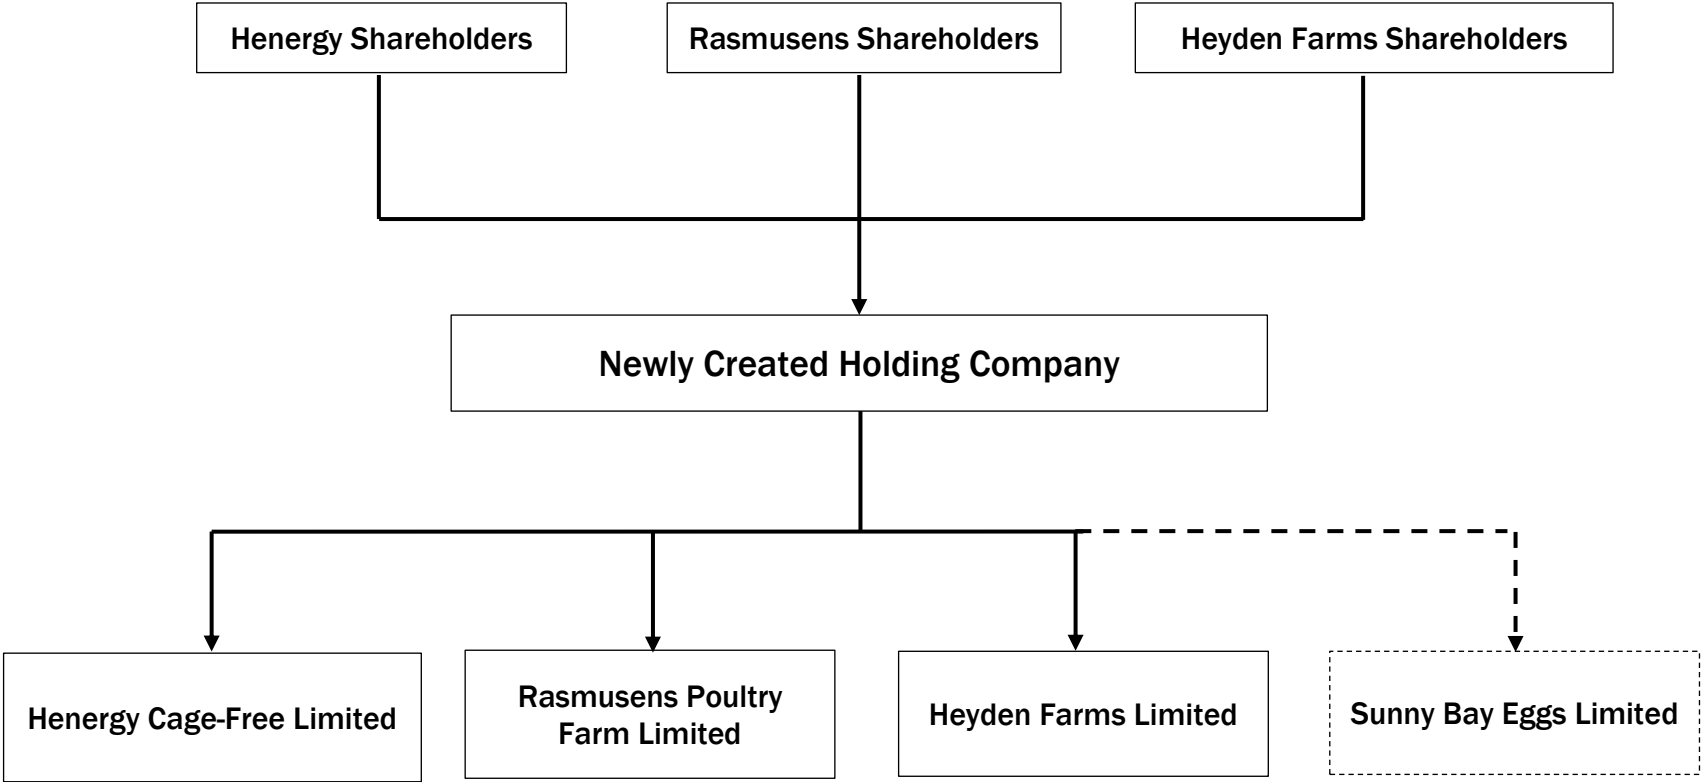 Henergy Shareholders
Rasmusens Shareholders
Heyden Farms Shareholders
Newly Created Holding Company
Henergy Cage-Free Limited
Rasmusens Poultry
Farm Limited
Heyden Farms Limited
Sunny Bay Eggs Limited